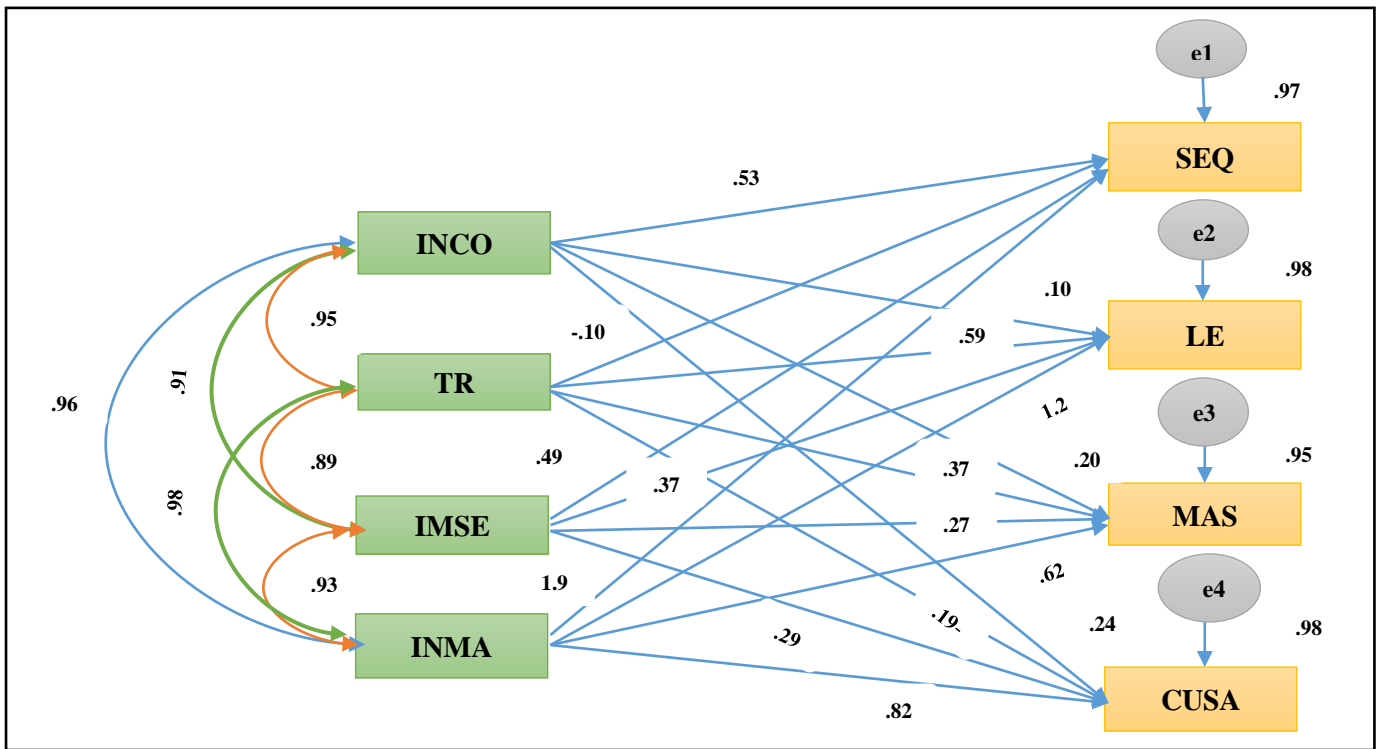 e1
.97
SEQ
.53
e2
INCO
.98
.10
.95
-.10
.59
LE
TR
.91
.96
1.2
e3
.89
.49
.37
.37
.20
.95
.98
IMSE
.27
MAS
.93
1.9
.62
e4
.19-
.24
.98
INMA
.29
CUSA
.82